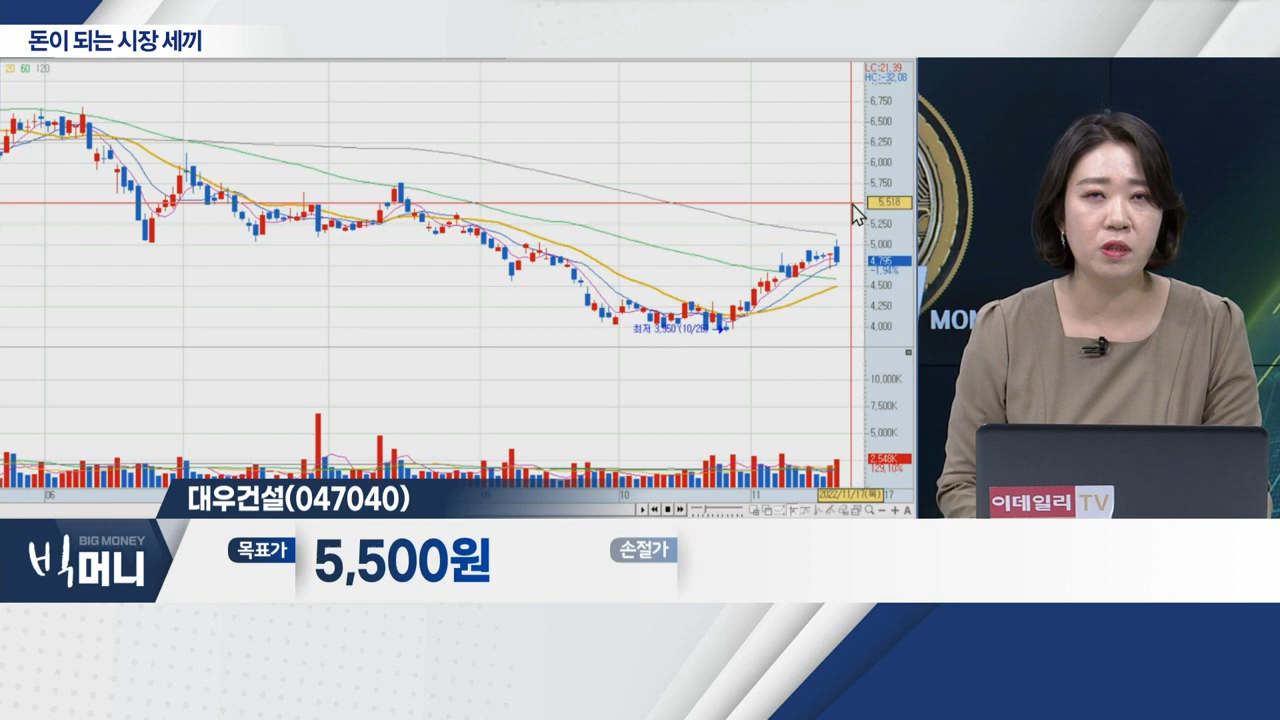 돈이 되는 시장 세끼
20 60 120
LC:21.39
HC:-32.08
6,750
6,500
6,250
6,000
5,750
5,518
5,250
5,000
4,795
-1.94%
4,500
4,250
4,000
최저 3,950 (10/26)
10,000K
7,500K
5,000K
2,548K
129.10%
06
10
11
2022/11/17(목)
17
A
MON
대우건설(047040)
이데일리 TV
BIG MONEY
빅머니
목표가
5,500원
손절가